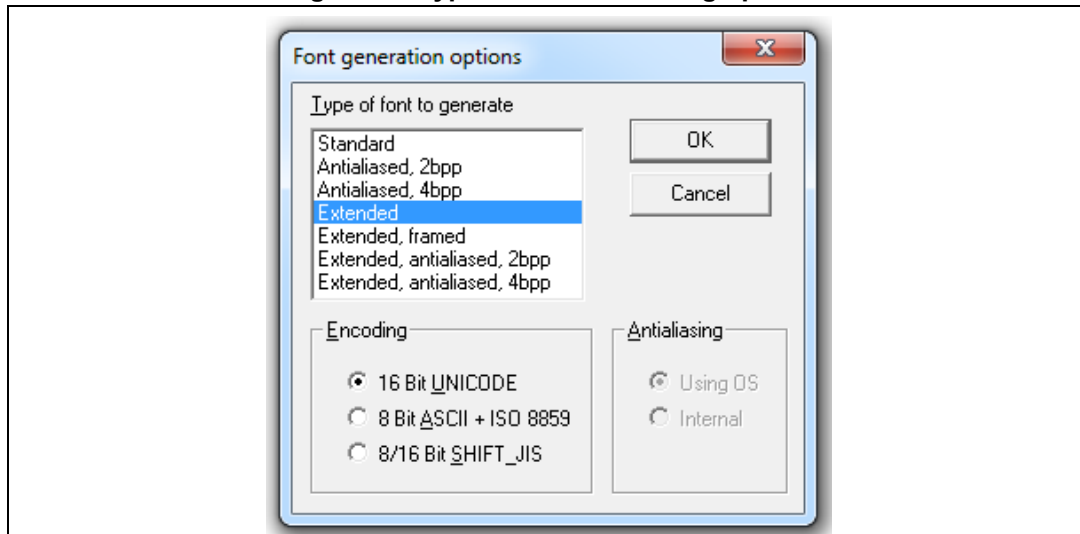 Font generation options
Type of font to generate
Standard
Antialiased, 2bpp
Antialiased, 4bpp
Extended
Extended, framed
Extended, antialiased, 2bpp
Extended, antialiased, 4bpp
OK
Cancel
Encoding
16 Bit UNICODE
8 Bit ASCII + ISO 8859
8/16 Bit SHIFT_JIS
Antialiasing
Using OS
Internal